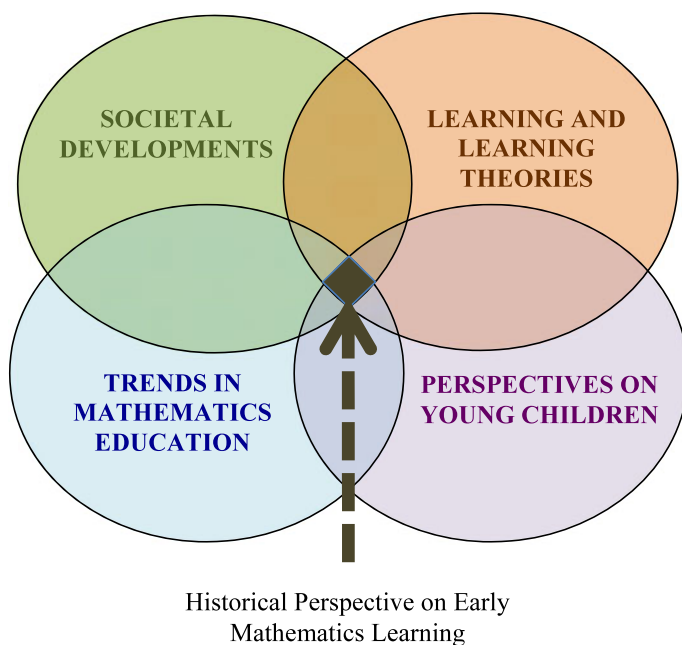 SOCIETAL
DEVELOPMENTS
LEARNING AND
LEARNING
THEORIES
TRENDS IN
MATHEMATICS
EDUCATION
PERSPECTIVES ON
YOUNG CHILDREN
Historical Perspective on Early
Mathematics Learning